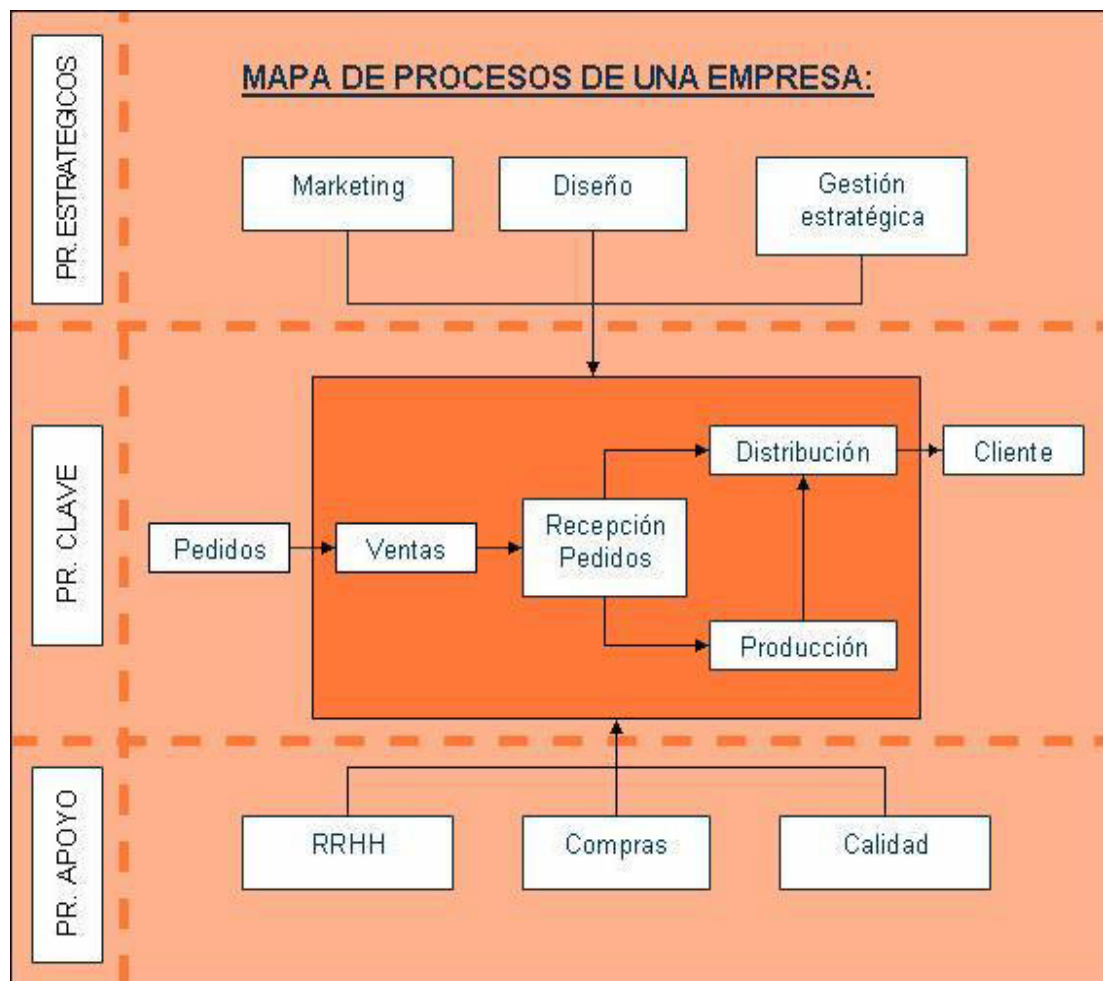 MAPA DE PROCESOS DE UNA EMPRESA:
PR. ESTRATEGICOS
Marketing
Diseño
Gestión
estratégica
PR. CLAVE
Pedidos
Ventas
Recepción
Pedidos
Distribución
Producción
Cliente
PR. APOYO
RRHH
Compras
Calidad